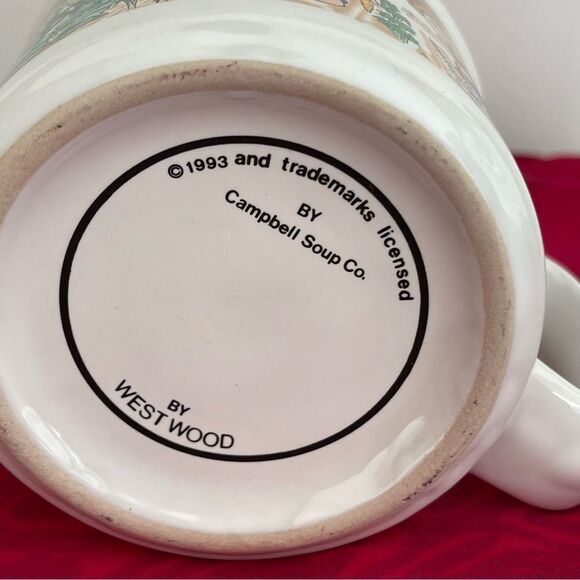 ©1993 and trademarks licensed
BY
Campbell Soup Co.
BY
WESTWOOD